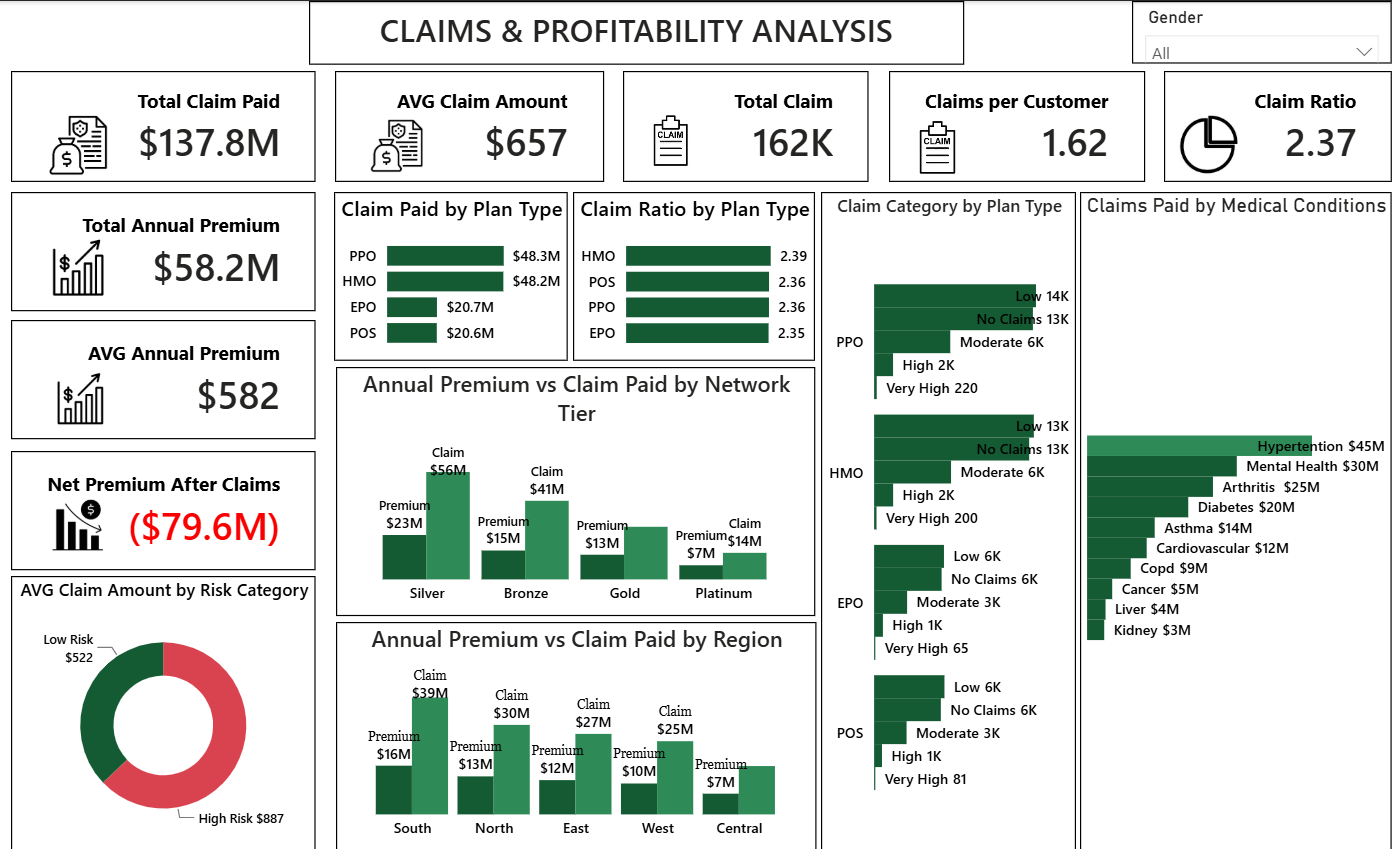 CLAIMS & PROFITABILITY ANALYSIS
Gender
All
Total Claim Paid
$137.8M
AVG Claim Amount
$657
Total Claim
162K
CLAIM
Claims per Customer
1.62
CLAIM
Claim Ratio
2.37
Total Annual Premium
$58.2M
AVG Annual Premium
$582
Net Premium After Claims
($79.6M)
AVG Claim Amount by Risk Category
Low Risk
$522
High Risk $887
Claim Paid by Plan Type
PPO $48.3M
HMO $48.2M
EPO $20.7M
POS $20.6M
Claim Ratio by Plan Type
HMO 2.39
POS 2.36
PPO 2.36
EPO 2.35
Annual Premium vs Claim Paid by Network
Tier
Premium
$23M
Claim
$56M
Silver
Premium
$15M
Claim
$41M
Bronze
Premium
$13M
Gold
Premium
$7M
Claim
$14M
Platinum
Annual Premium vs Claim Paid by Region
Premium
$16M
Claim
$39M
South
Premium
$13M
Claim
$30M
North
Premium
$12M
Claim
$27M
East
Premium
$10M
Claim
$25M
West
Premium
$7M
Central
Claim Category by Plan Type
PPO
Low 14K
No Claims 13K
Moderate 6K
High 2K
Very High 220
HMO
Low 13K
No Claims 13K
Moderate 6K
High 2K
Very High 200
EPO
Low 6K
No Claims 6K
Moderate 3K
High 1K
Very High 65
POS
Low 6K
No Claims 6K
Moderate 3K
High 1K
Very High 81
Claims Paid by Medical Conditions
Hypertention $45M
Mental Health $30M
Arthritis $25M
Diabetes $20M
Asthma $14M
Cardiovascular $12M
Copd $9M
Cancer $5M
Liver $4M
Kidney $3M